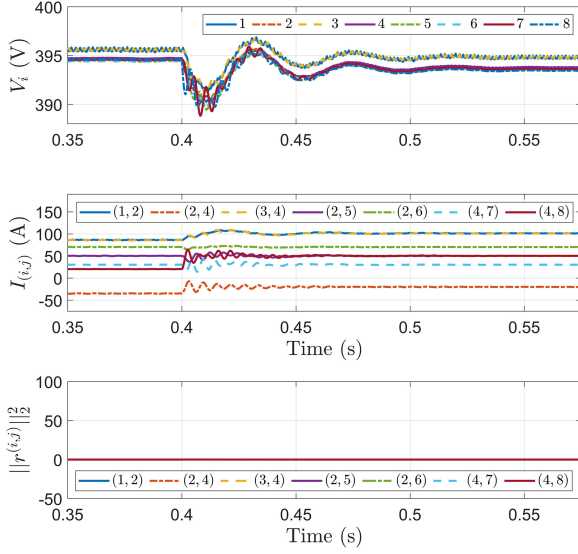 1 2 3 4 5 6 7 8
400
395
390
V_i (V)
0.35 0.4 0.45 0.5 0.55
(1, 2) (2, 4) (3, 4) (2, 5) (2, 6) (4, 7) (4, 8)
150
100
50
0
-50
I_{(i,j)} (A)
0.35 0.4 0.45 0.5 0.55
Time (s)
100
50
0
-50
||r^{(i,j)}||_2^2
(1, 2) (2, 4) (3, 4) (2, 5) (2, 6) (4, 7) (4, 8)
0.35 0.4 0.45 0.5 0.55
Time (s)